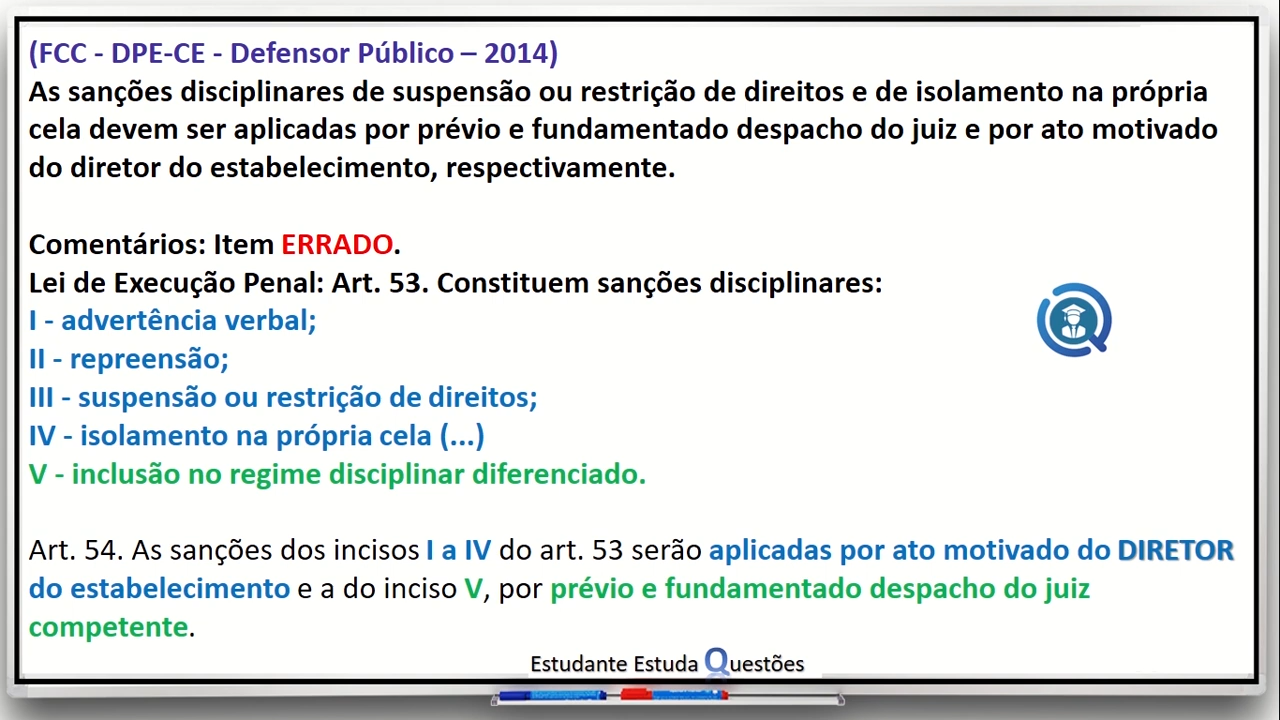 (FCC - DPE-CE - Defensor Público – 2014)
As sanções disciplinares de suspensão ou restrição de direitos e de isolamento na própria
cela devem ser aplicadas por prévio e fundamentado despacho do juiz e por ato motivado
do diretor do estabelecimento, respectivamente.
Comentários: Item ERRADO.
Lei de Execução Penal: Art. 53. Constituem sanções disciplinares:
I - advertência verbal;
II - repreensão;
III - suspensão ou restrição de direitos;
IV - isolamento na própria cela (...)
V - inclusão no regime disciplinar diferenciado.
Art. 54. As sanções dos incisos I a IV do art. 53 serão aplicadas por ato motivado do DIRETOR
do estabelecimento e a do inciso V, por prévio e fundamentado despacho do juiz
competente.
Estudante Estuda Questões